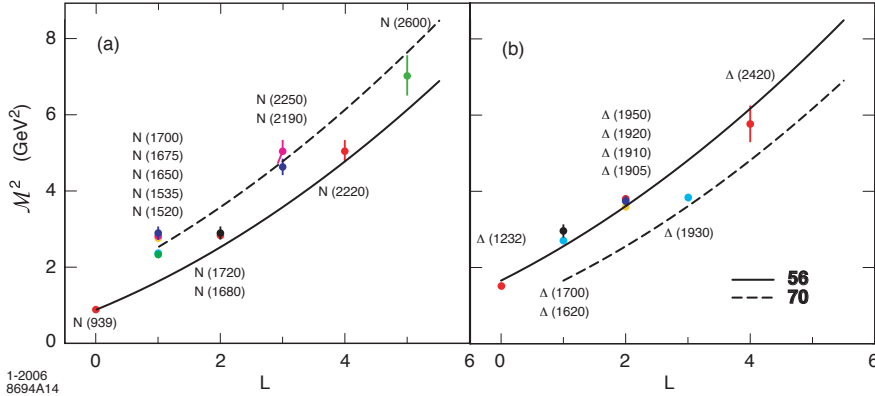 (a)
N (2600)
N (2250)
N (2190)
N (1700)
N (1675)
N (1650)
N (1535)
N (1520)
N (2220)
N (1720)
N (1680)
N (939)
ℳ² (GeV²)
8
6
4
2
0
0 2 4 6
L
1-2006
8694A14
(b)
Δ (2420)
Δ (1950)
Δ (1920)
Δ (1910)
Δ (1905)
Δ (1232)
Δ (1930)
Δ (1700)
Δ (1620)
56
70
0 2 4 6
L